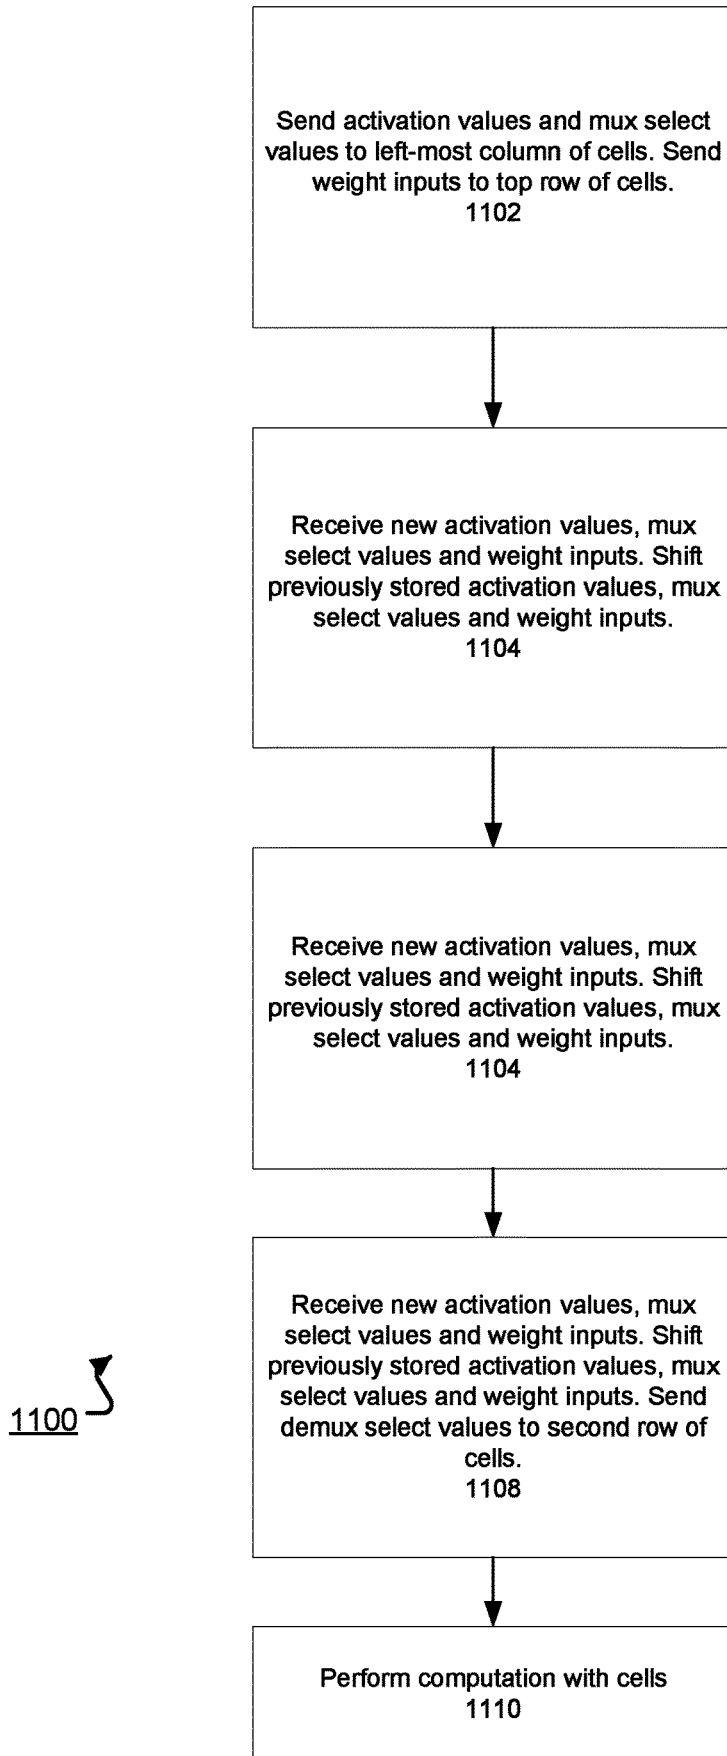 Send activation values and mux select
values to left-most column of cells. Send
weight inputs to top row of cells.
1102
Receive new activation values, mux
select values and weight inputs. Shift
previously stored activation values, mux
select values and weight inputs.
1104
Receive new activation values, mux
select values and weight inputs. Shift
previously stored activation values, mux
select values and weight inputs.
1104
Receive new activation values, mux
select values and weight inputs. Shift
previously stored activation values, mux
select values and weight inputs. Send
demux select values to second row of
cells.
1108
1100
Perform computation with cells
1110